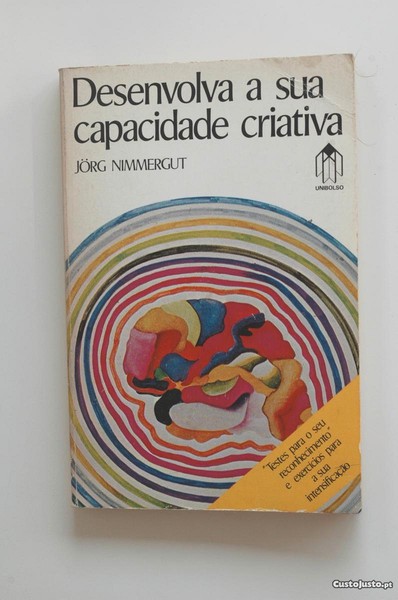 Desenvolva a sua
capacidade criativa
JÖRG NIMMERGUT
UNIBOLSO
"Testes para o seu
reconhecimento"
e exercícios para
a sua
intensificação
CustoJusto.pt